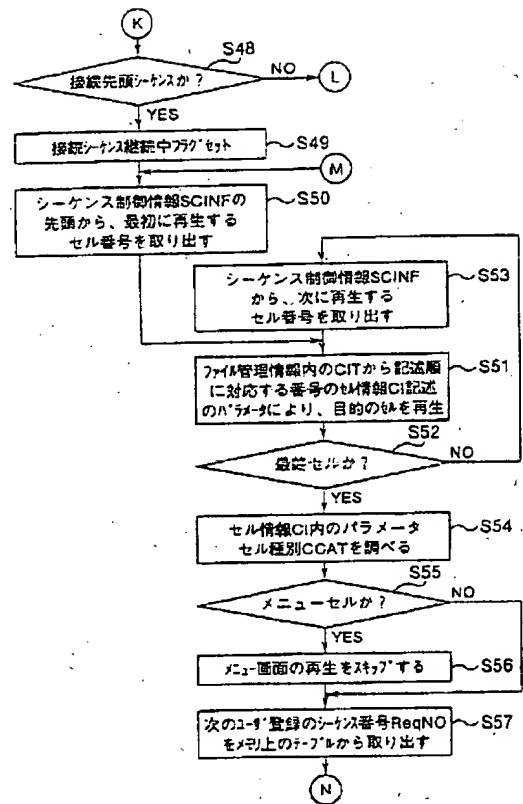 K
S48
接続先頭シーケンスか？
NO
L
YES
接続シーケンス継続中フラグセット
S49
M
シーケンス制御情報SCINFの
先頭から、最初に再生する
セル番号を取り出す
S50
シーケンス制御情報SCINF
から、次に再生する
セル番号を取り出す
S53
ファイル管理情報内のCITから記述順
に対応する番号のセル情報CI記述
のパラメータにより、目的のセルを再生
S51
S52
最終セルか？
NO
YES
セル情報CI内のパラメータ
セル種別CCATを調べる
S54
S55
メニューセルか？
NO
YES
メニュー画面の再生をスキップする
S56
次のユーザ登録のシーケンス番号ReqNO
をメモリ上のテーブルから取り出す
S57
N